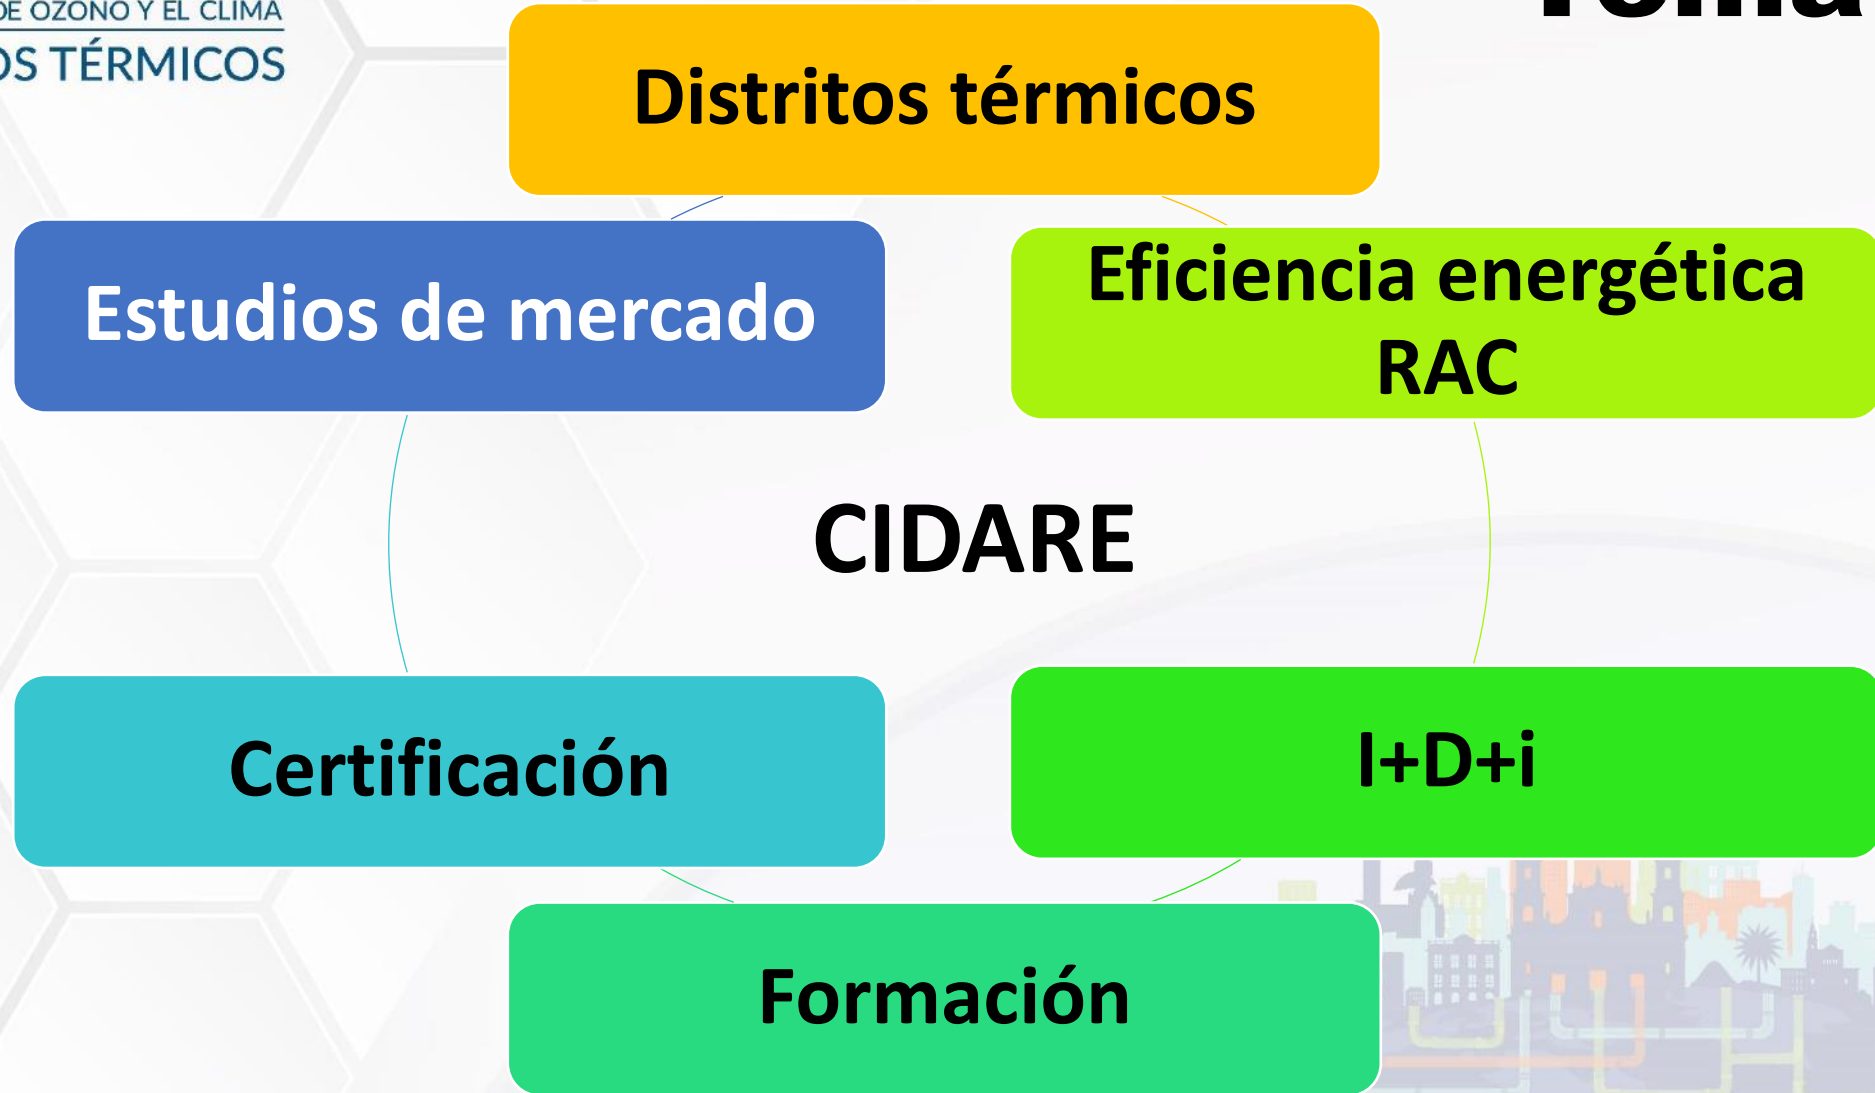 DE OZONO Y EL CLIMA
OS TÉRMICOS
Distritos térmicos
Estudios de mercado
Eficiencia energética
RAC
CIDARE
Certificación
I+D+i
Formación